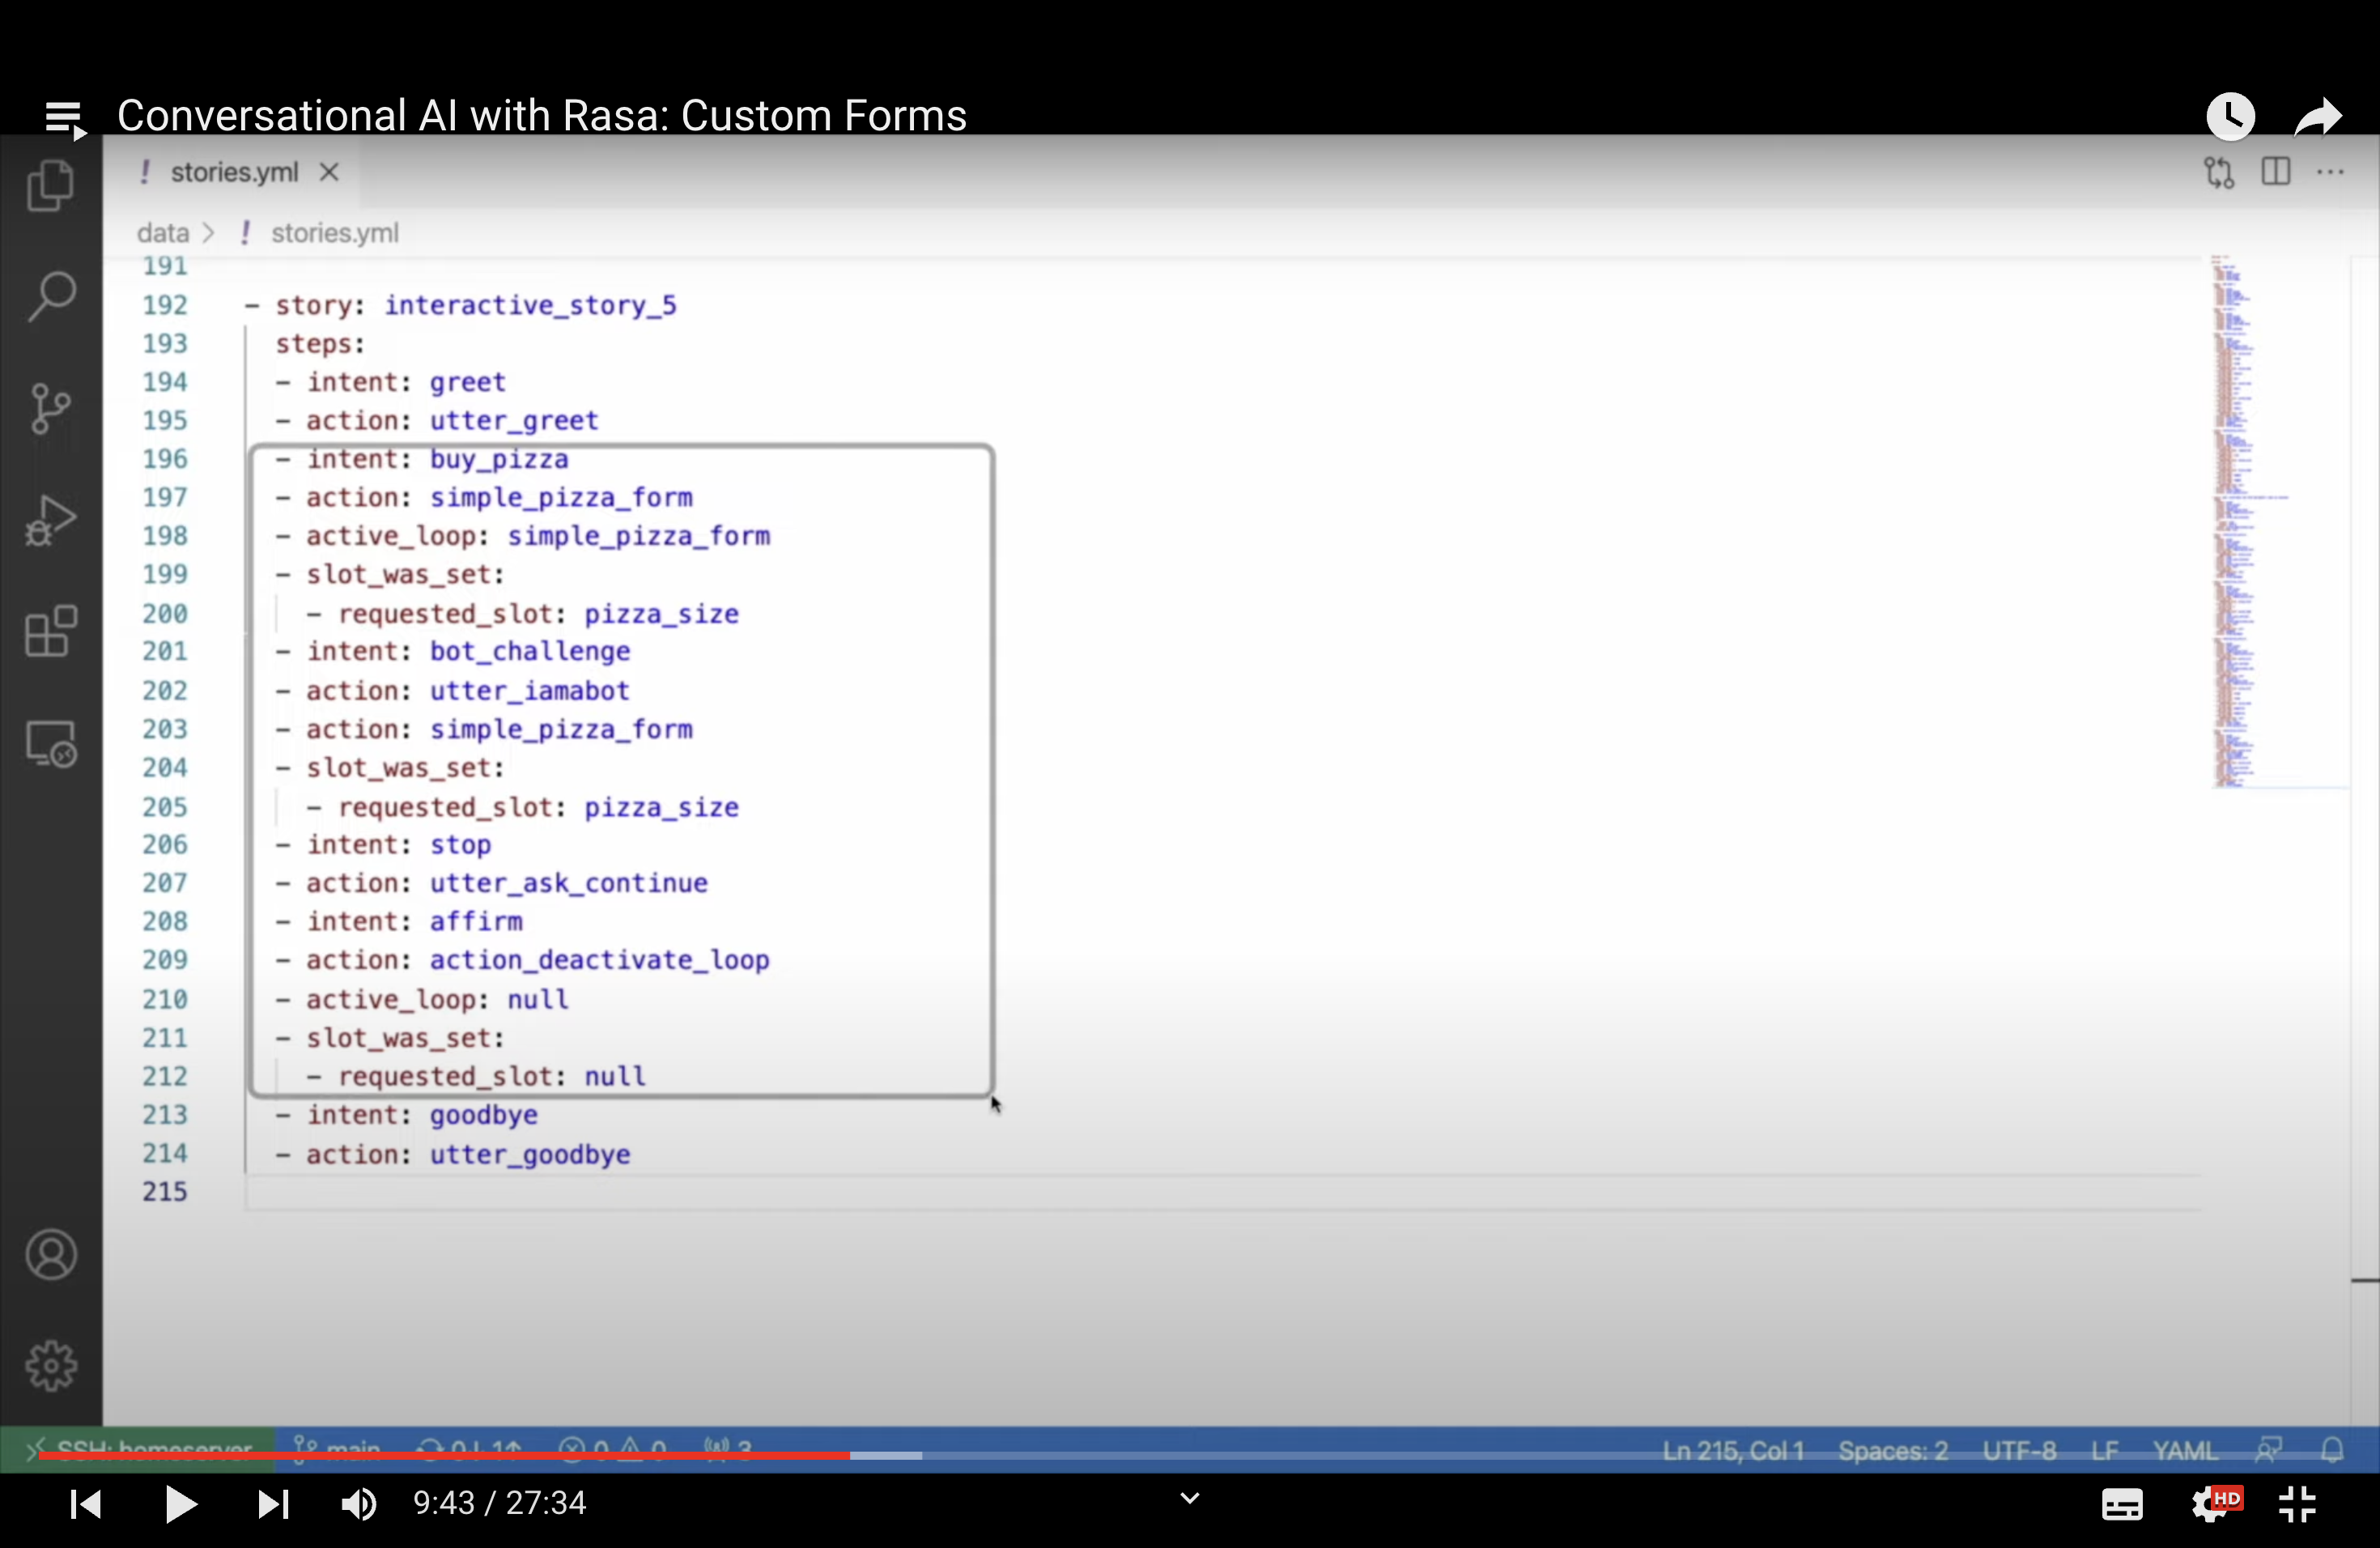 Conversational AI with Rasa: Custom Forms
! stories.yml
data > ! stories.yml
191
192 - story: interactive_story_5
193 steps:
194 - intent: greet
195 - action: utter_greet
196 - intent: buy_pizza
197 - action: simple_pizza_form
198 - active_loop: simple_pizza_form
199 - slot_was_set:
200 - requested_slot: pizza_size
201 - intent: bot_challenge
202 - action: utter_iamabot
203 - action: simple_pizza_form
204 - slot_was_set:
205 - requested_slot: pizza_size
206 - intent: stop
207 - action: utter_ask_continue
208 - intent: affirm
209 - action: action_deactivate_loop
210 - active_loop: null
211 - slot_was_set:
212 - requested_slot: null
213 - intent: goodbye
214 - action: utter_goodbye
215
SSH: homeserver main 0↓ 1↑ 0 0 3 Ln 215, Col 1 Spaces: 2 UTF-8 LF YAML
9:43 / 27:34 HD